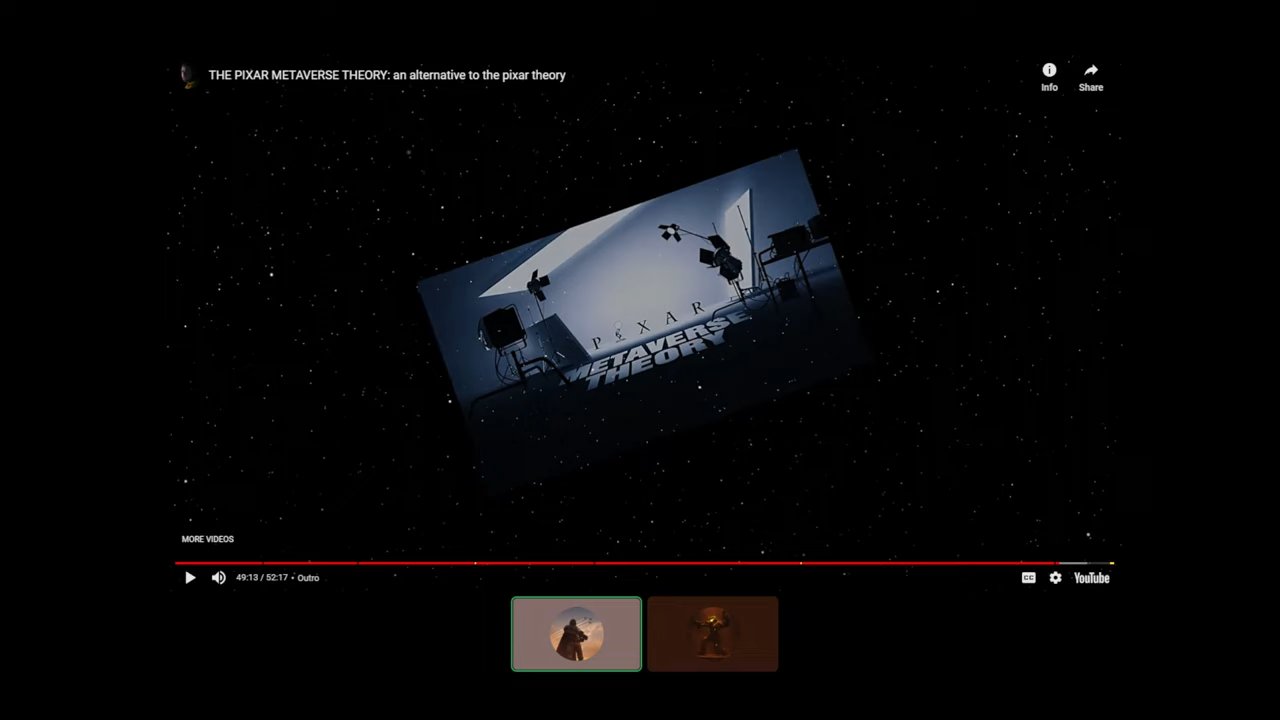 THE PIXAR METAVERSE THEORY: an alternative to the pixar theory
Info
Share
PIXAR
METAVERSE
THEORY
MORE VIDEOS
49:13 / 52:17 • Outro
CC
YouTube